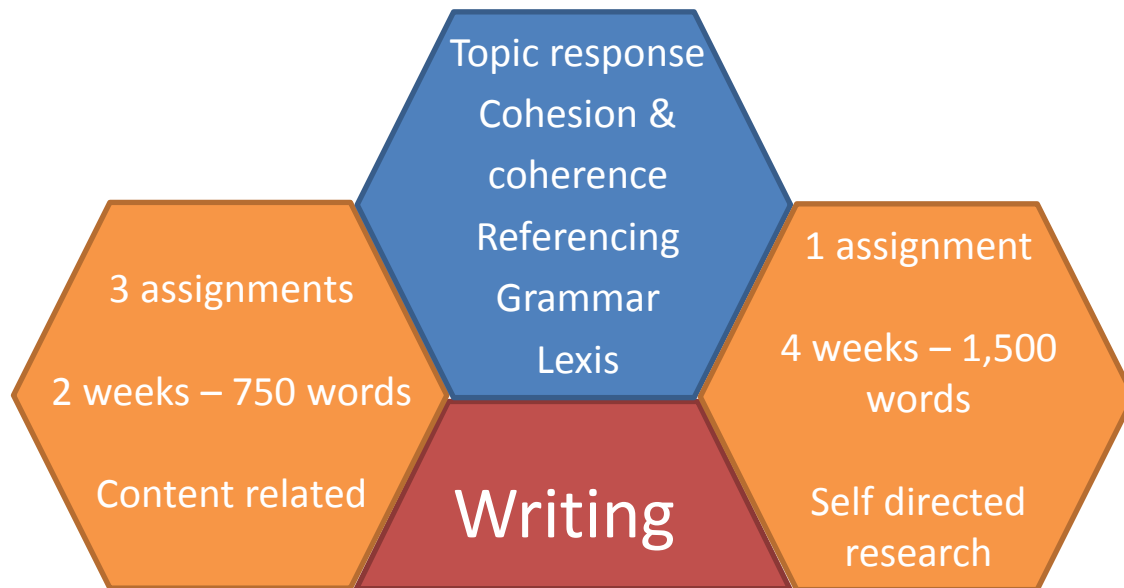 Topic response
Cohesion &
coherence
Referencing
Grammar
Lexis
3 assignments
2 weeks – 750 words
Content related
1 assignment
4 weeks – 1,500
words
Self directed
research
Writing